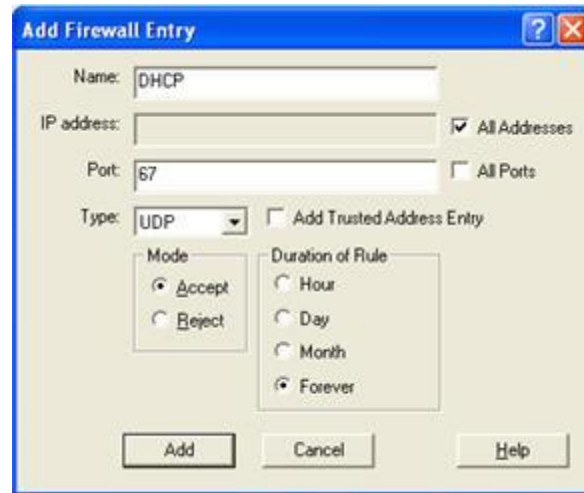 Add Firewall Entry
Name: DHCP
IP address: All Addresses
Port: 67 All Ports
Type: UDP Add Trusted Address Entry
Mode
Accept
Reject
Duration of Rule
Hour
Day
Month
Forever
Add Cancel Help